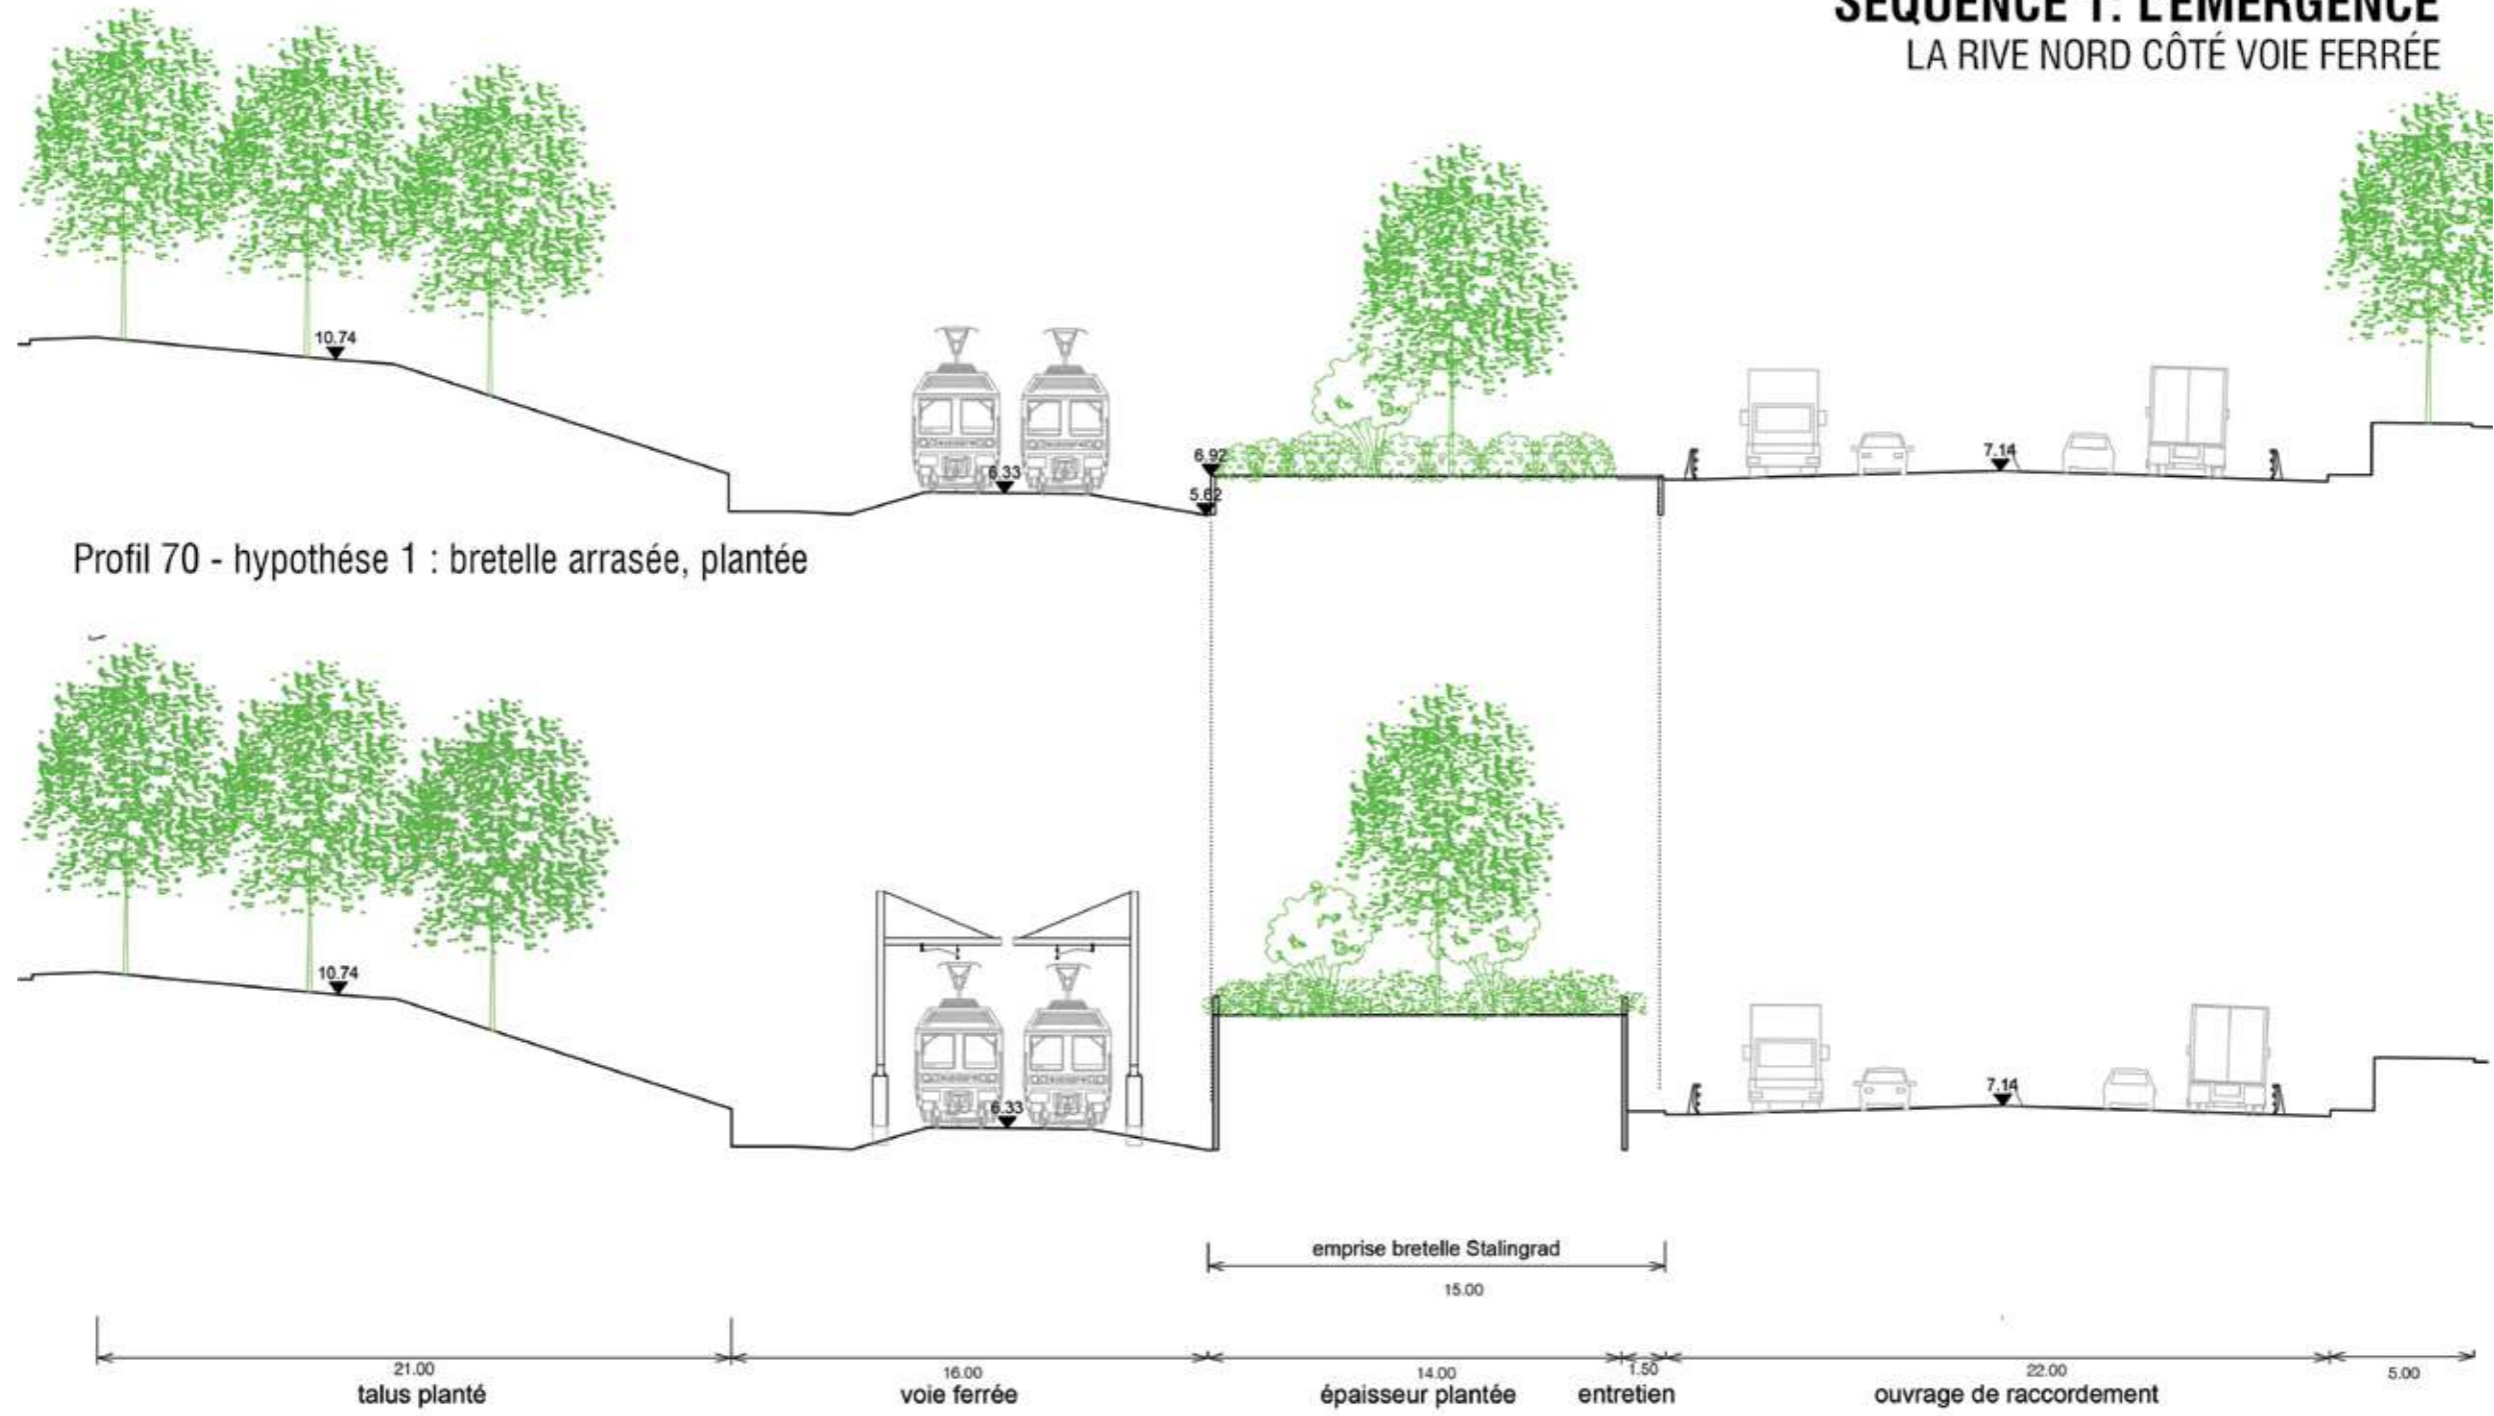 SEQUENCE 1: L'EMERGENCE
LA RIVE NORD CÔTÉ VOIE FERRÉE
10.74
6.33
6.92
5.62
7.14
Profil 70 - hypothése 1 : bretelle arrasée, plantée
10.74
6.33
7.14
emprise bretelle Stalingrad
15.00
21.00
16.00
14.00
1.50
22.00
5.00
talus planté
voie ferrée
épaisseur plantée
entretien
ouvrage de raccordement